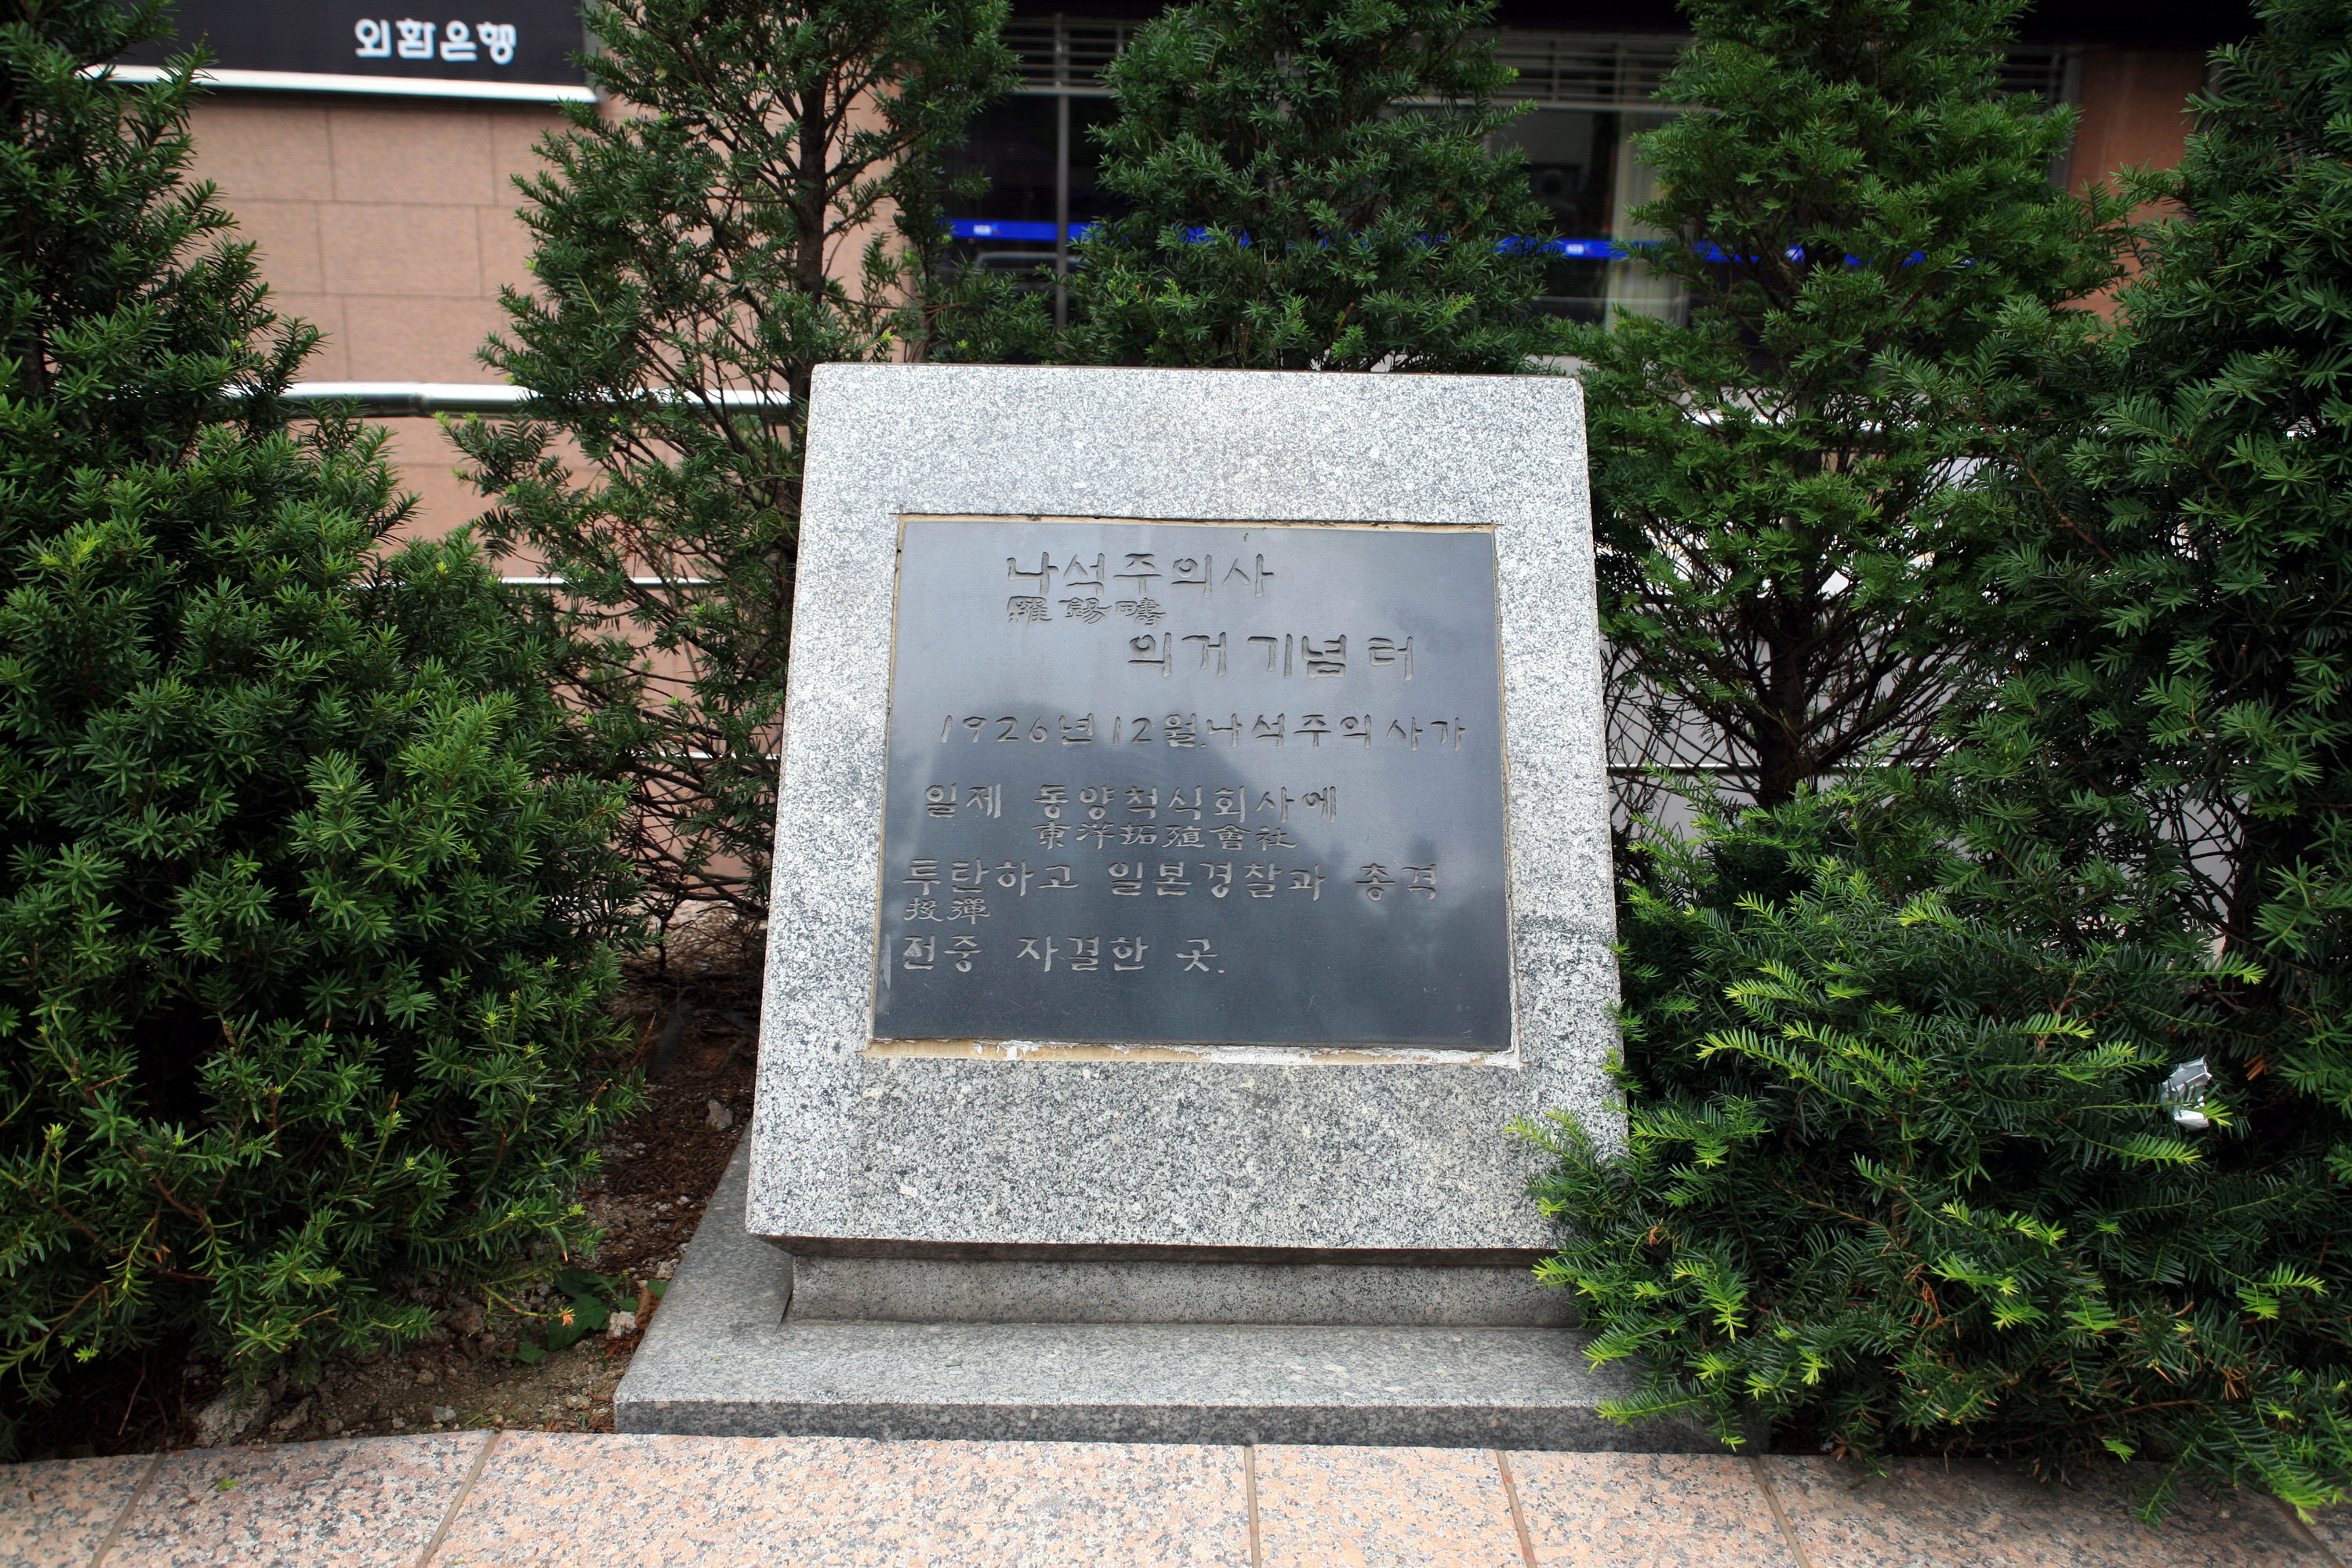 외환은행
나석주의사
羅錫疇
의거 기념 터
1926년 12월.나석주의사가
일제 동양척식회사에
東洋拓殖會社
투탄하고 일본경찰과 총격
投彈
전중 자결한 곳.